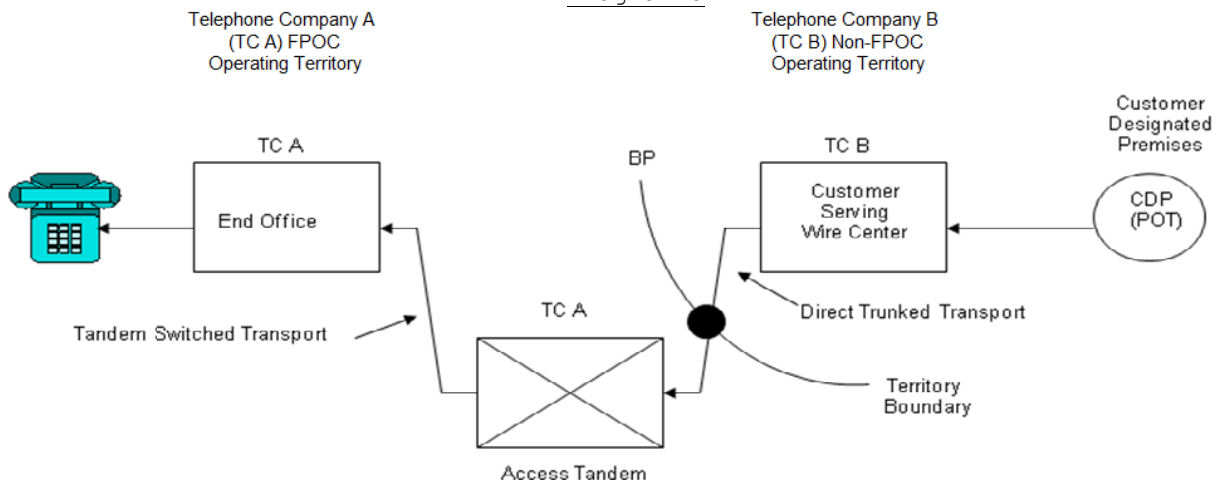 Telephone Company A
(TC A) FPOC
Operating Territory
Telephone Company B
(TC B) Non-FPOC
Operating Territory
Customer
Designated
Premises
TC A
BP
TC B
End Office
Customer
Serving
Wire Center
CDP
(POT)
Tandem Switched Transport
TC A
Direct Trunked Transport
Territory
Boundary
Access Tandem